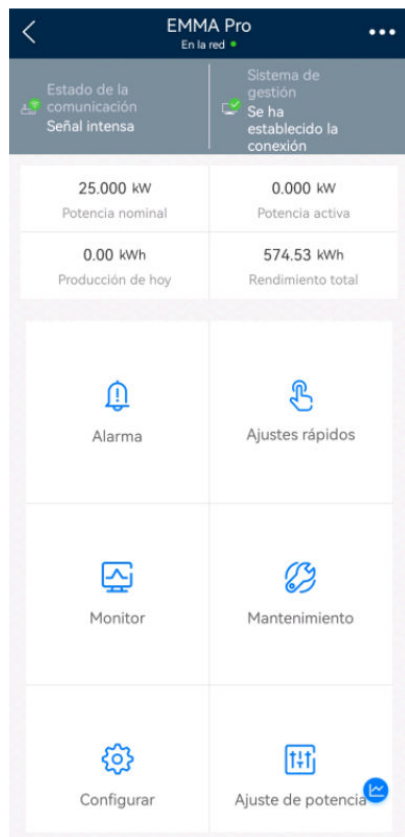 EMMA Pro
En la red
Estado de la
comunicación
Señal intensa
Sistema de
gestión
Se ha
establecido la
conexión
25.000 kW
Potencia nominal
0.000 kW
Potencia activa
0.00 kWh
Producción de hoy
574.53 kWh
Rendimiento total
Alarma
Ajustes rápidos
Monitor
Mantenimiento
Configurar
Ajuste de potencia